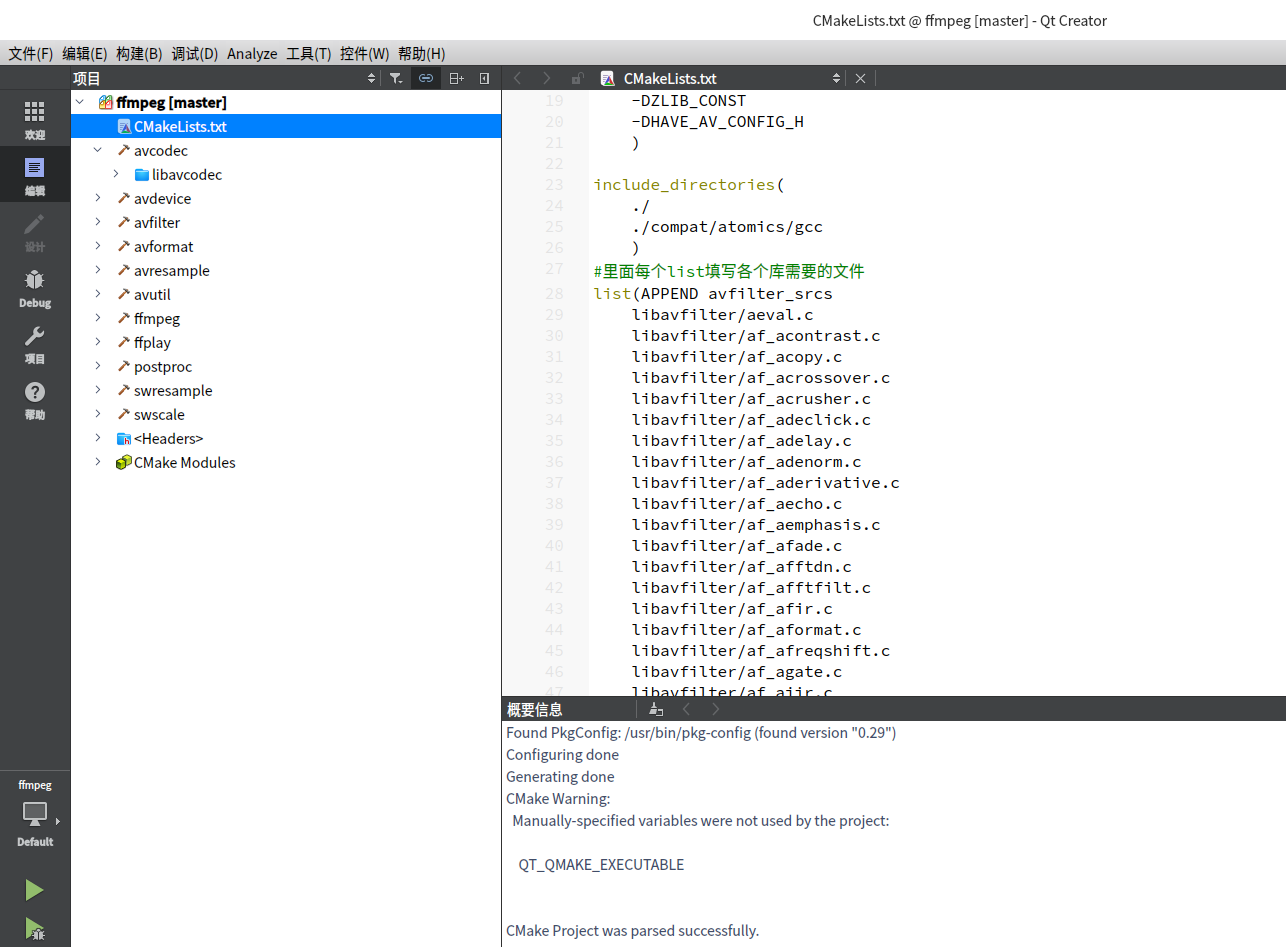 CMakeLists.txt @ ffmpeg [master] - Qt Creator
文件(F) 编辑(E) 构建(B) 调试(D) Analyze 工具(T) 控件(W) 帮助(H)
项目
CMakeLists.txt
欢迎
编辑
设计
Debug
项目
帮助
ffmpeg
Default
ffmpeg [master]
CMakeLists.txt
avcodec
libavcodec
avdevice
avfilter
avformat
avresample
avutil
ffmpeg
ffplay
postproc
swresample
swscale
<Headers>
CMake Modules
19 -DZLIB_CONST
20 -DHAVE_AV_CONFIG_H
21 )
22
23 include_directories(
24 ./
25 ./compat/atomics/gcc
26 )
27 #里面每个list填写各个库需要的文件
28 list(APPEND avfilter_srcs
29 libavfilter/aeval.c
30 libavfilter/af_acontrast.c
31 libavfilter/af_acopy.c
32 libavfilter/af_acrossover.c
33 libavfilter/af_acrusher.c
34 libavfilter/af_adeclick.c
35 libavfilter/af_adelay.c
36 libavfilter/af_adenorm.c
37 libavfilter/af_aderivative.c
38 libavfilter/af_aecho.c
39 libavfilter/af_aemphasis.c
40 libavfilter/af_afade.c
41 libavfilter/af_afftdn.c
42 libavfilter/af_afftfilt.c
43 libavfilter/af_afir.c
44 libavfilter/af_aformat.c
45 libavfilter/af_afreqshift.c
46 libavfilter/af_agate.c
47 libavfilter/af_aiir.c
概要信息
Found PkgConfig: /usr/bin/pkg-config (found version "0.29")
Configuring done
Generating done
CMake Warning:
Manually-specified variables were not used by the project:
QT_QMAKE_EXECUTABLE
CMake Project was parsed successfully.